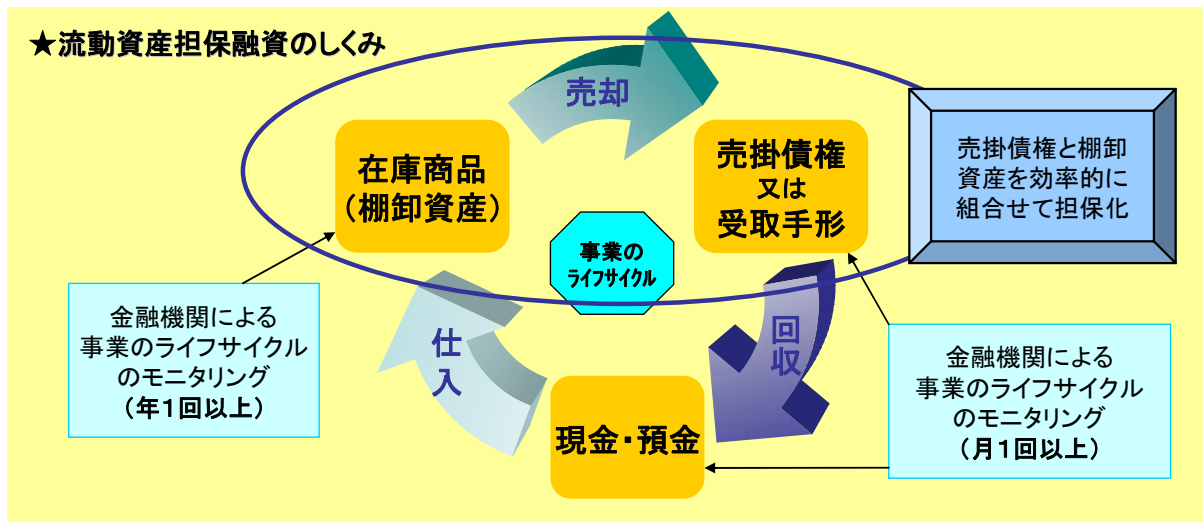 ★流動資産担保融資のしくみ
売却
在庫商品
（棚卸資産）
売掛債権
又は
受取手形
売掛債権と棚卸
資産を効率的に
組合せて担保化
事業の
ﾗｲﾌｻｲｸﾙ
金融機関による
事業のライフサイクル
のモニタリング
（年１回以上）
仕
入
回
収
現金・預金
金融機関による
事業のライフサイクル
のモニタリング
（月１回以上）